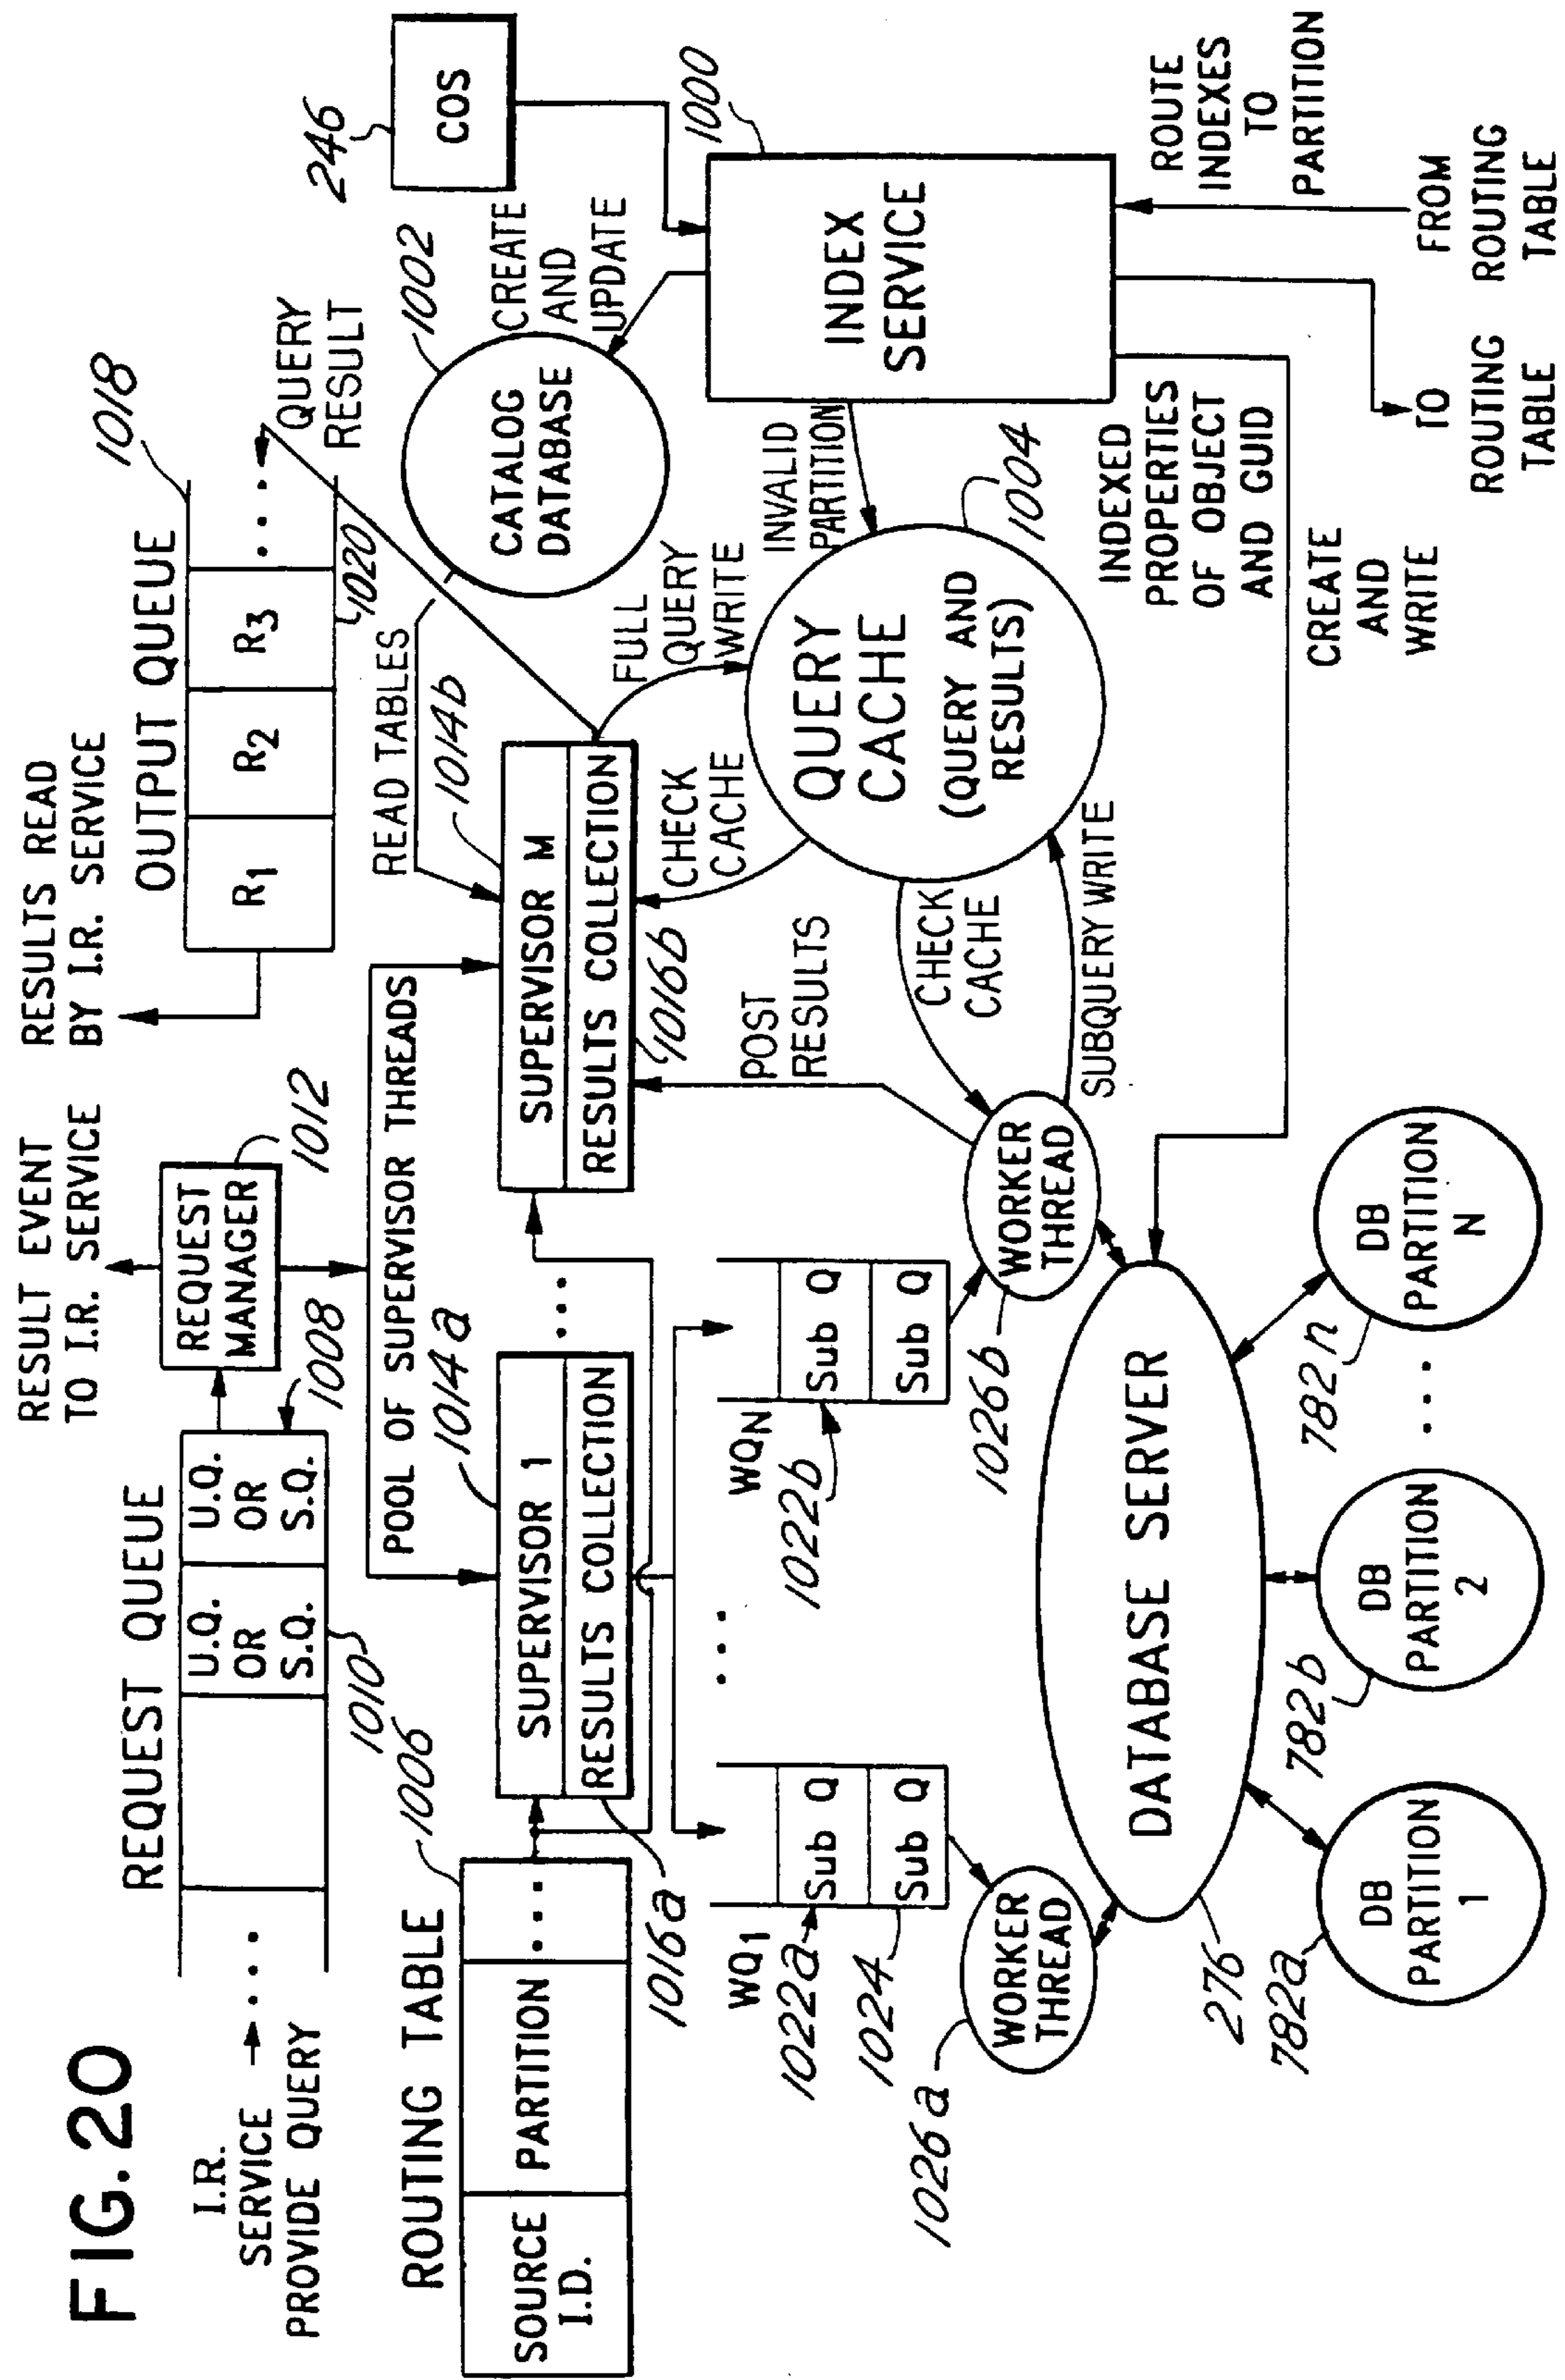 FIG. 20
I.R.
SERVICE
PROVIDE QUERY
REQUEST QUEUE
U.Q.
OR
S.Q.
U.Q.
OR
S.Q.
1010
1008
RESULT EVENT
TO I.R. SERVICE
REQUEST
MANAGER
1012
RESULTS READ
BY I.R. SERVICE
OUTPUT QUEUE
R1
R2
R3
1018
1020
QUERY
RESULT
ROUTING TABLE
SOURCE
I.D.
PARTITION
1006
POOL OF SUPERVISOR THREADS
1014a
SUPERVISOR 1
RESULTS COLLECTION
1016a
READ TABLES
1014b
SUPERVISOR M
RESULTS COLLECTION
1016b
CATALOG
DATABASE
1002
CREATE
AND
UPDATE
246
COS
FULL
QUERY
WRITE
CHECK
CACHE
POST
RESULTS
INVALID
PARTITION
INDEX
SERVICE
1000
QUERY
CACHE
(QUERY AND
RESULTS)
1004
CHECK
CACHE
SUBQUERY WRITE
WQ1
1022a
Sub Q
Sub Q
1024
WQN
1022b
Sub Q
Sub Q
1026a
WORKER
THREAD
1026b
WORKER
THREAD
INDEXED
PROPERTIES
OF OBJECT
AND GUID
CREATE
AND
WRITE
ROUTE
INDEXES
TO
PARTITION
TO
ROUTING
TABLE
FROM
ROUTING
TABLE
DATABASE SERVER
276
782a
DB
PARTITION
1
782b
DB
PARTITION
2
782n
DB
PARTITION
N